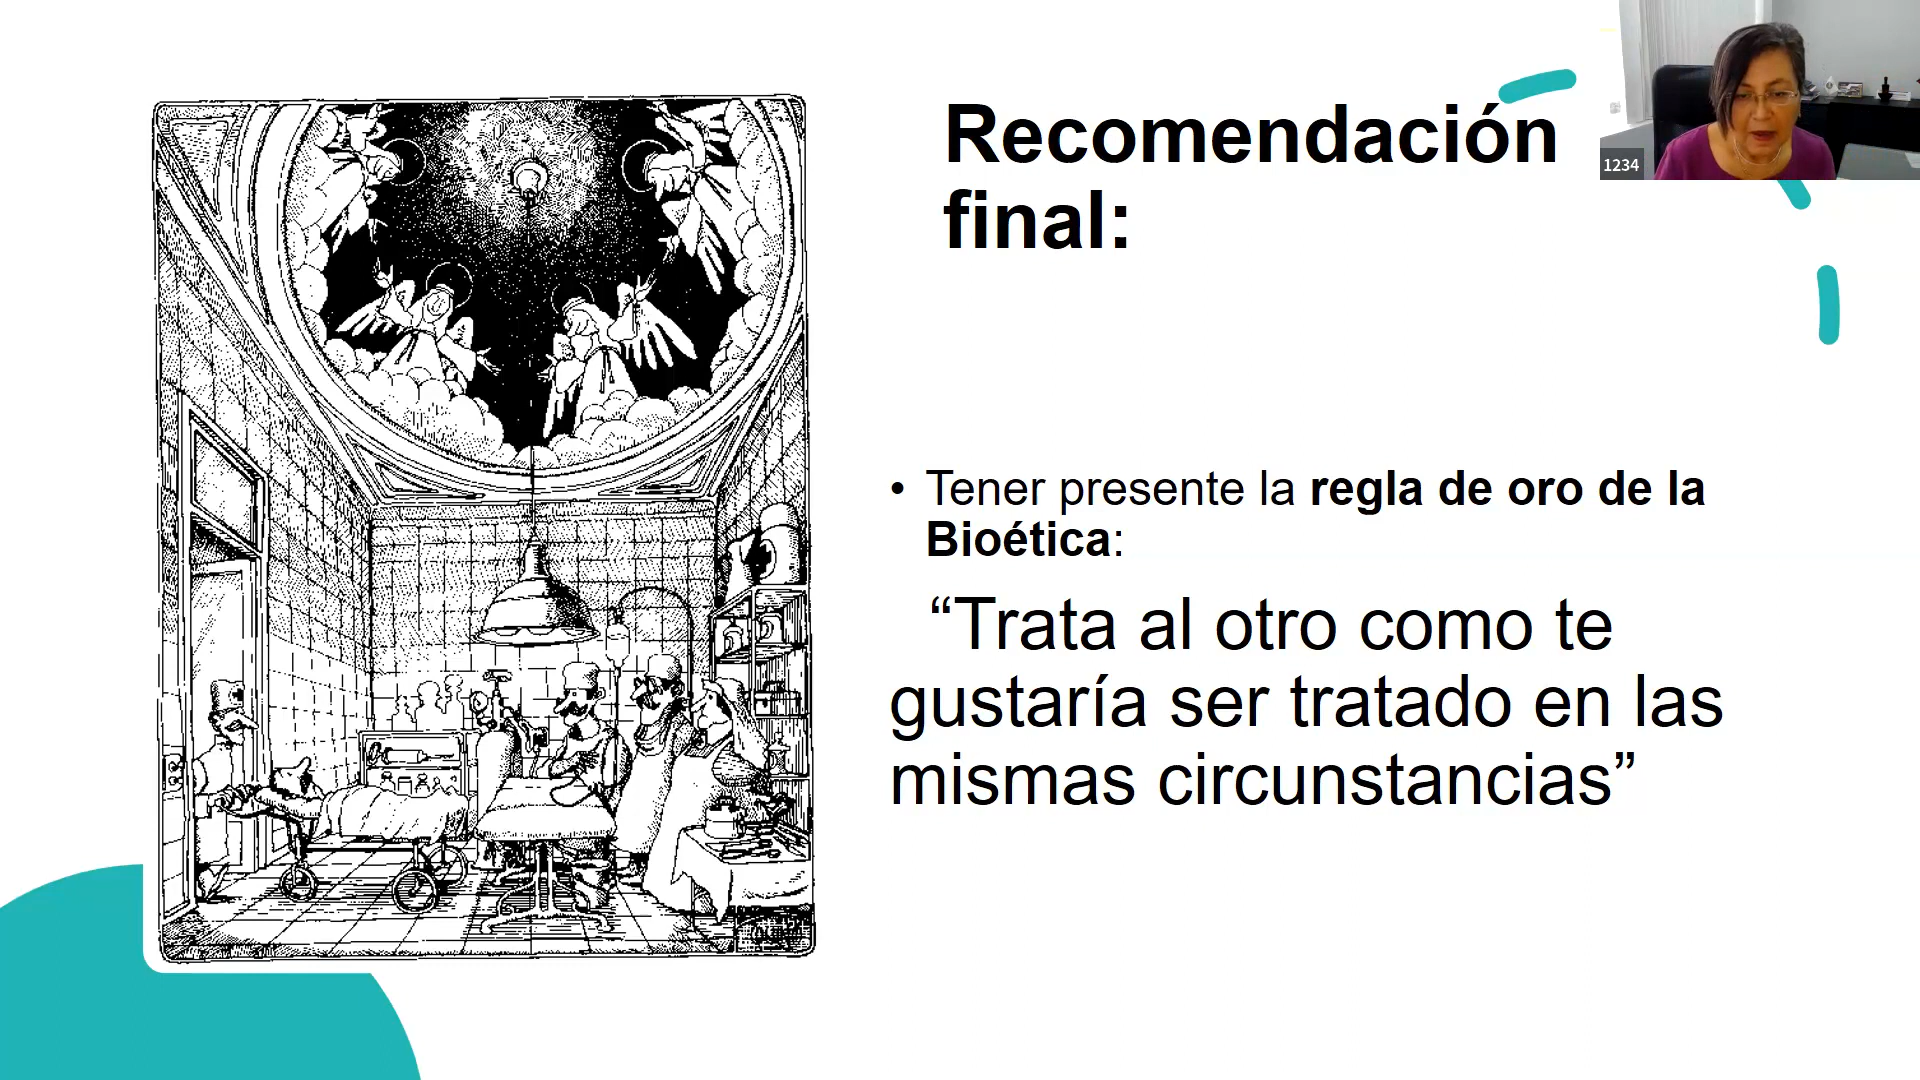 Recomendación
final:
1234
• Tener presente la regla de oro de la
Bioética:
“Trata al otro como te
gustaría ser tratado en las
mismas circunstancias”